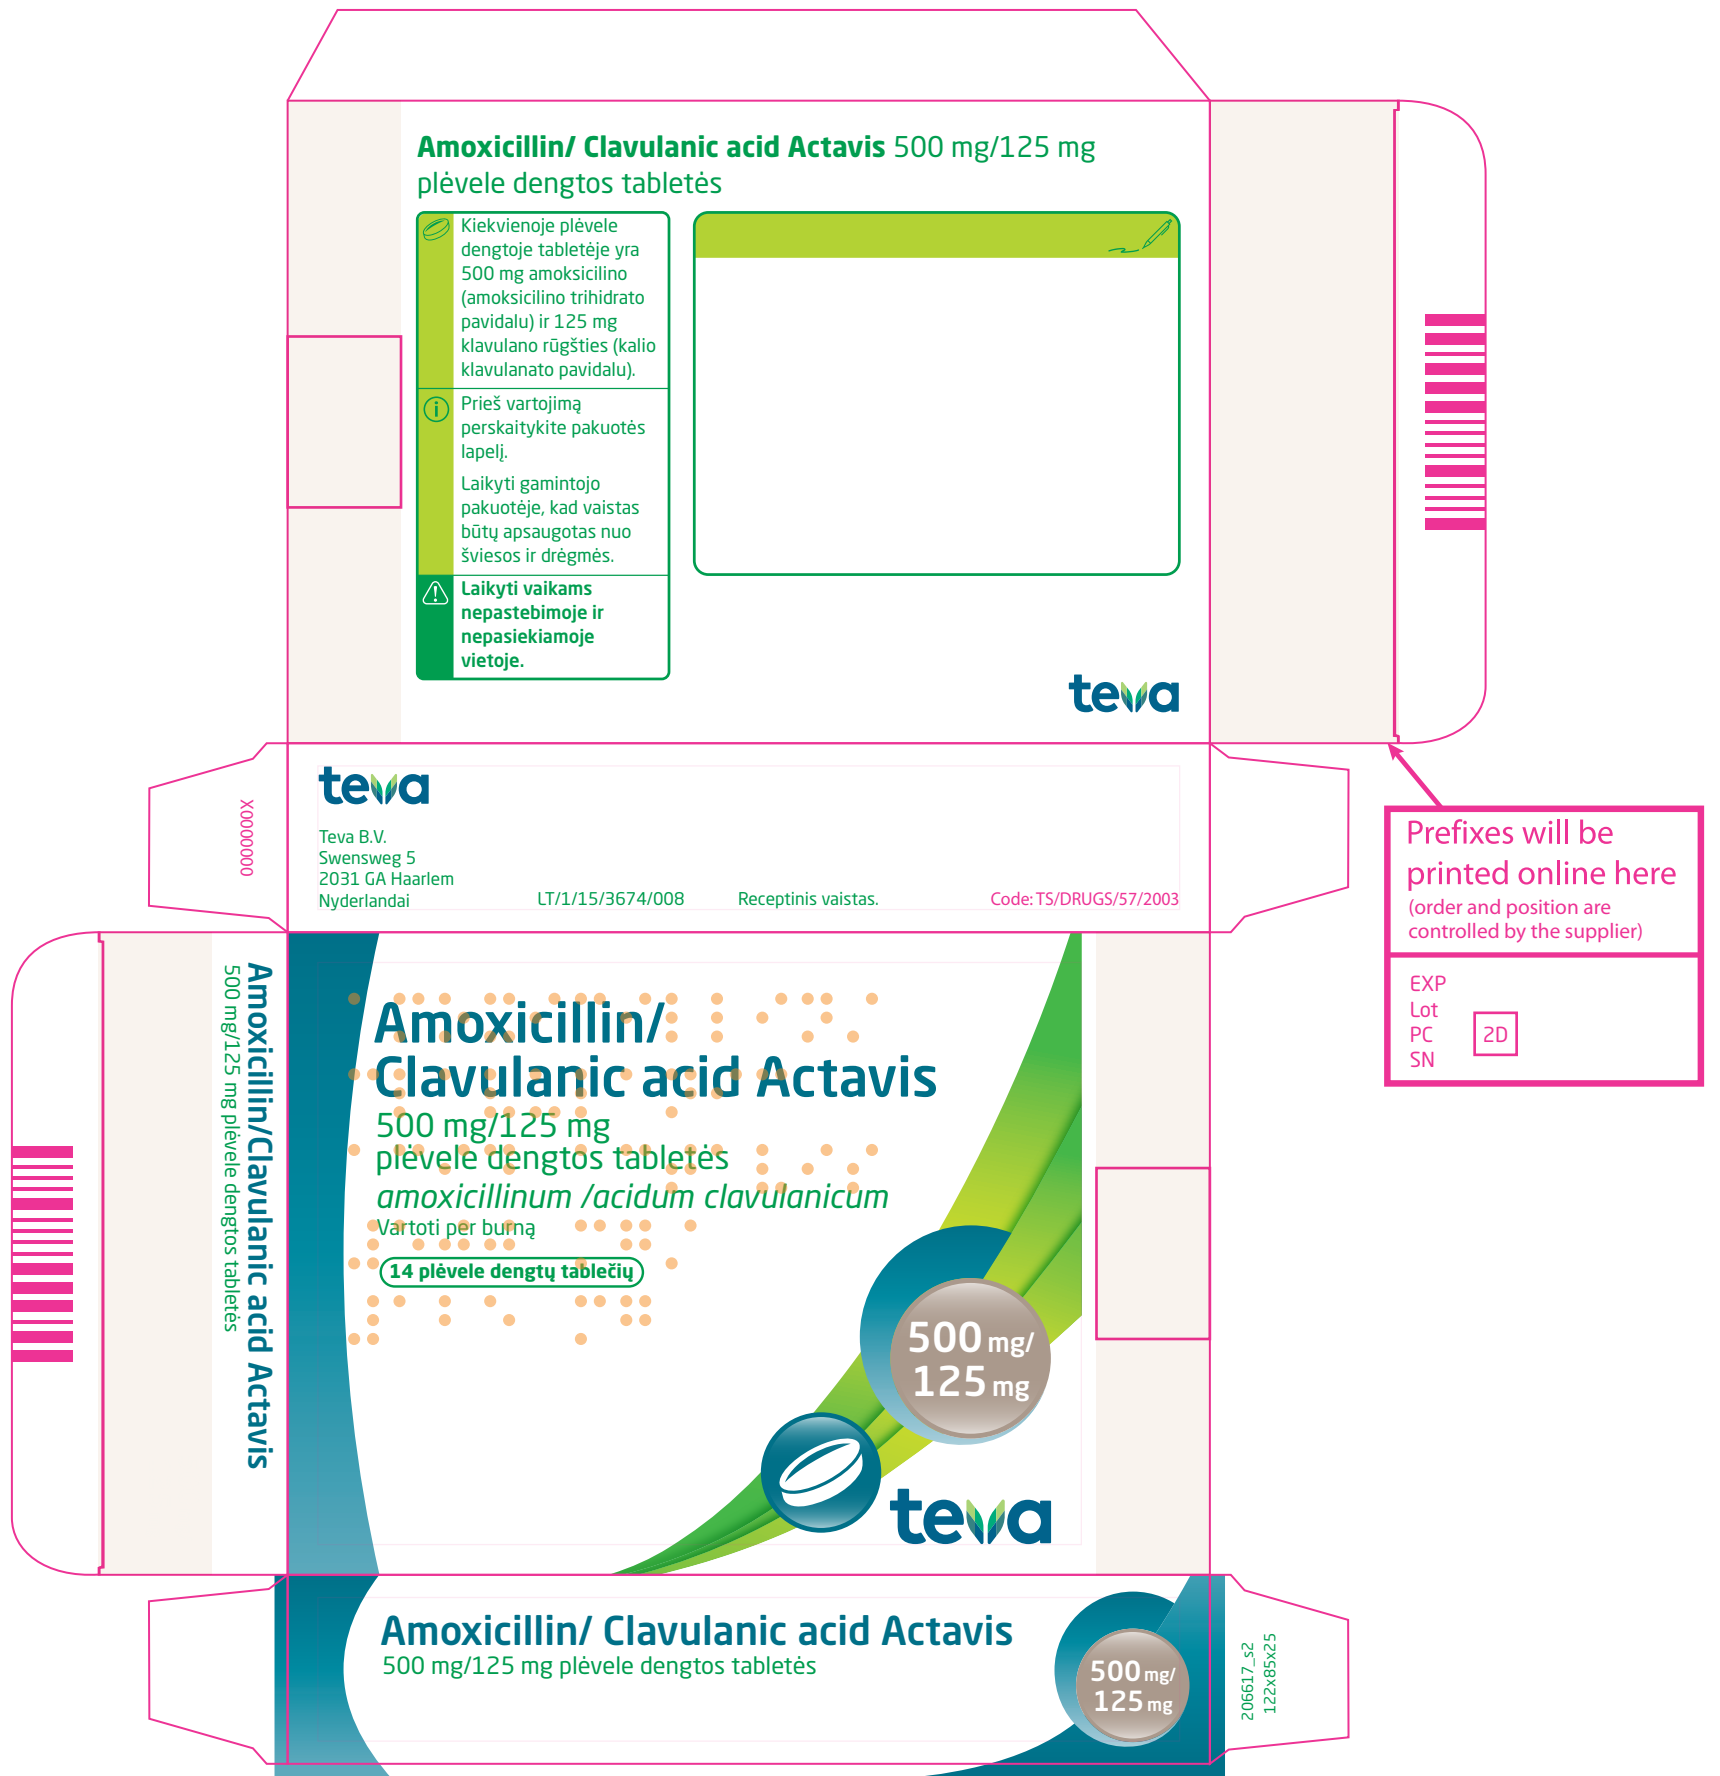 Amoxicillin/ Clavulanic acid Actavis 500 mg/125 mg
plėvele dengtos tabletės
Kiekvienoje plėvele
dengtoje tabletėje yra
500 mg amoksicilino
(amoksicilino trihidrato
pavidalu) ir 125 mg
klavulano rūgšties (kalio
klavulanato pavidalu).
Prieš vartojimą
perskaitykite pakuotės
lapelį.
Laikyti gamintojo
pakuotėje, kad vaistas
būtų apsaugotas nuo
šviesos ir drėgmės.
Laikyti vaikams
nepastebimoje ir
nepasiekiamoje
vietoje.
teva
teva
Teva B.V.
Swensweg 5
2031 GA Haarlem
Nyderlandai
LT/1/15/3674/008
Receptinis vaistas.
Code: TS/DRUGS/57/2003
X0000000
Prefixes will be
printed online here
(order and position are
controlled by the supplier)
EXP
Lot
PC
SN
2D
Amoxicillin/Clavulanic acid Actavis
500 mg/125 mg plėvele dengtos tabletės
Amoxicillin/
Clavulanic acid Actavis
500 mg/125 mg
plėvele dengtos tabletės
amoxicillinum /acidum clavulanicum
Vartoti per burną
14 plėvele dengtų tablečių
500 mg/
125 mg
teva
Amoxicillin/ Clavulanic acid Actavis
500 mg/125 mg plėvele dengtos tabletės
500 mg/
125 mg
206617_s2
122x85x25